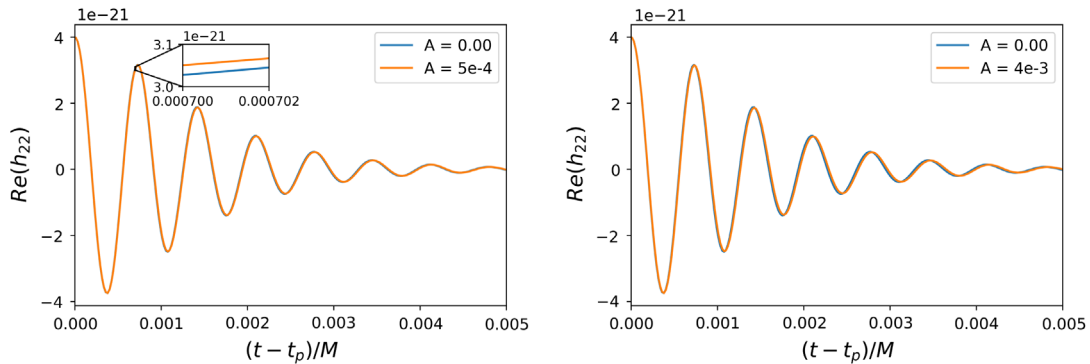 1e−21
4
2
0
−2
−4
Re(h22)
1e−21
3.1
3.0
0.000700
0.000702
A = 0.00
A = 5e-4
0.000
0.001
0.002
0.003
0.004
0.005
(t − tp)/M
1e−21
4
2
0
−2
−4
Re(h22)
A = 0.00
A = 4e-3
0.000
0.001
0.002
0.003
0.004
0.005
(t − tp)/M